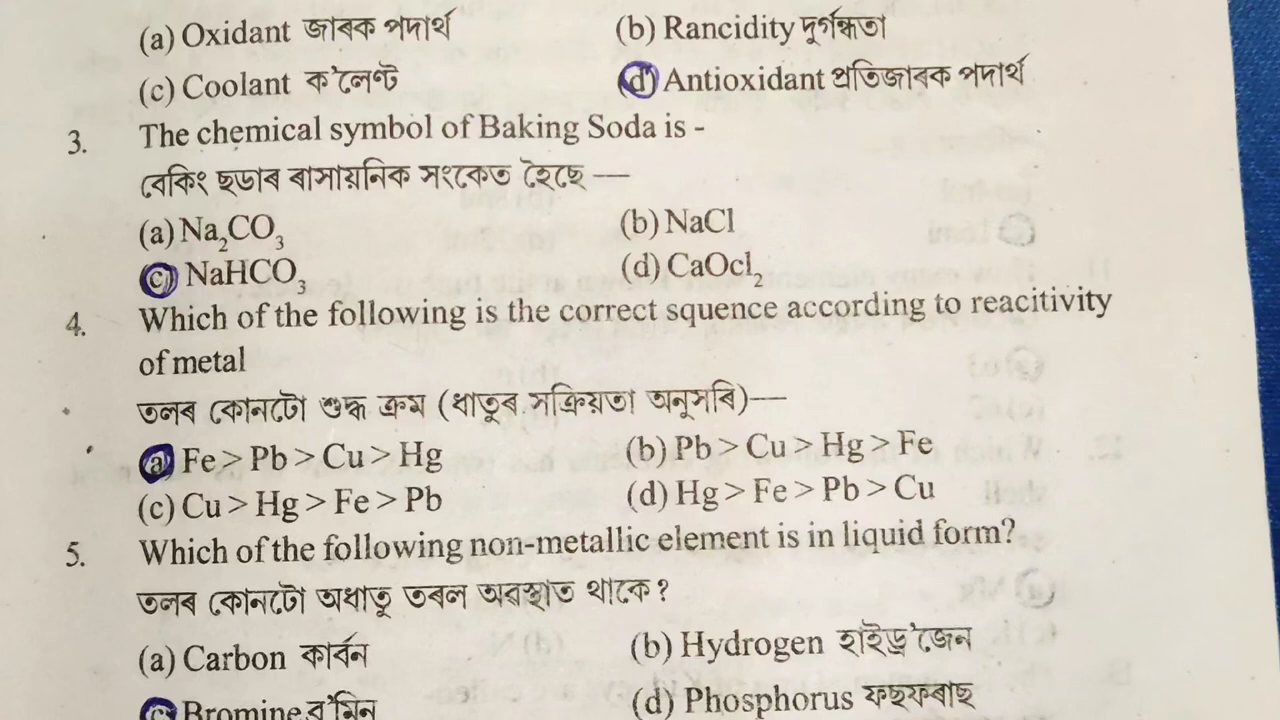 (a) Oxidant জাৰক পদাৰ্থ (b) Rancidity দুৰ্গন্ধতা
(c) Coolant ক'লেণ্ট (d) Antioxidant প্ৰতিজাৰক পদাৰ্থ
3. The chemical symbol of Baking Soda is -
বেকিং ছডাৰ ৰাসায়নিক সংকেত হৈছে —
(a) Na₂CO₃ (b) NaCl
(c) NaHCO₃ (d) CaOcl₂
4. Which of the following is the correct squence according to reacitivity
of metal
তলৰ কোনটো শুদ্ধ ক্ৰম (ধাতুৰ সক্ৰিয়তা অনুসৰি)—
(a) Fe > Pb > Cu > Hg (b) Pb > Cu > Hg > Fe
(c) Cu > Hg > Fe > Pb (d) Hg > Fe > Pb > Cu
5. Which of the following non-metallic element is in liquid form?
তলৰ কোনটো অধাতু তৰল অৱস্থাত থাকে ?
(a) Carbon কাৰ্বন (b) Hydrogen হাইড্ৰ'জেন
(c) Bromine ব্ৰ'মিন (d) Phosphorus ফছফৰাছ